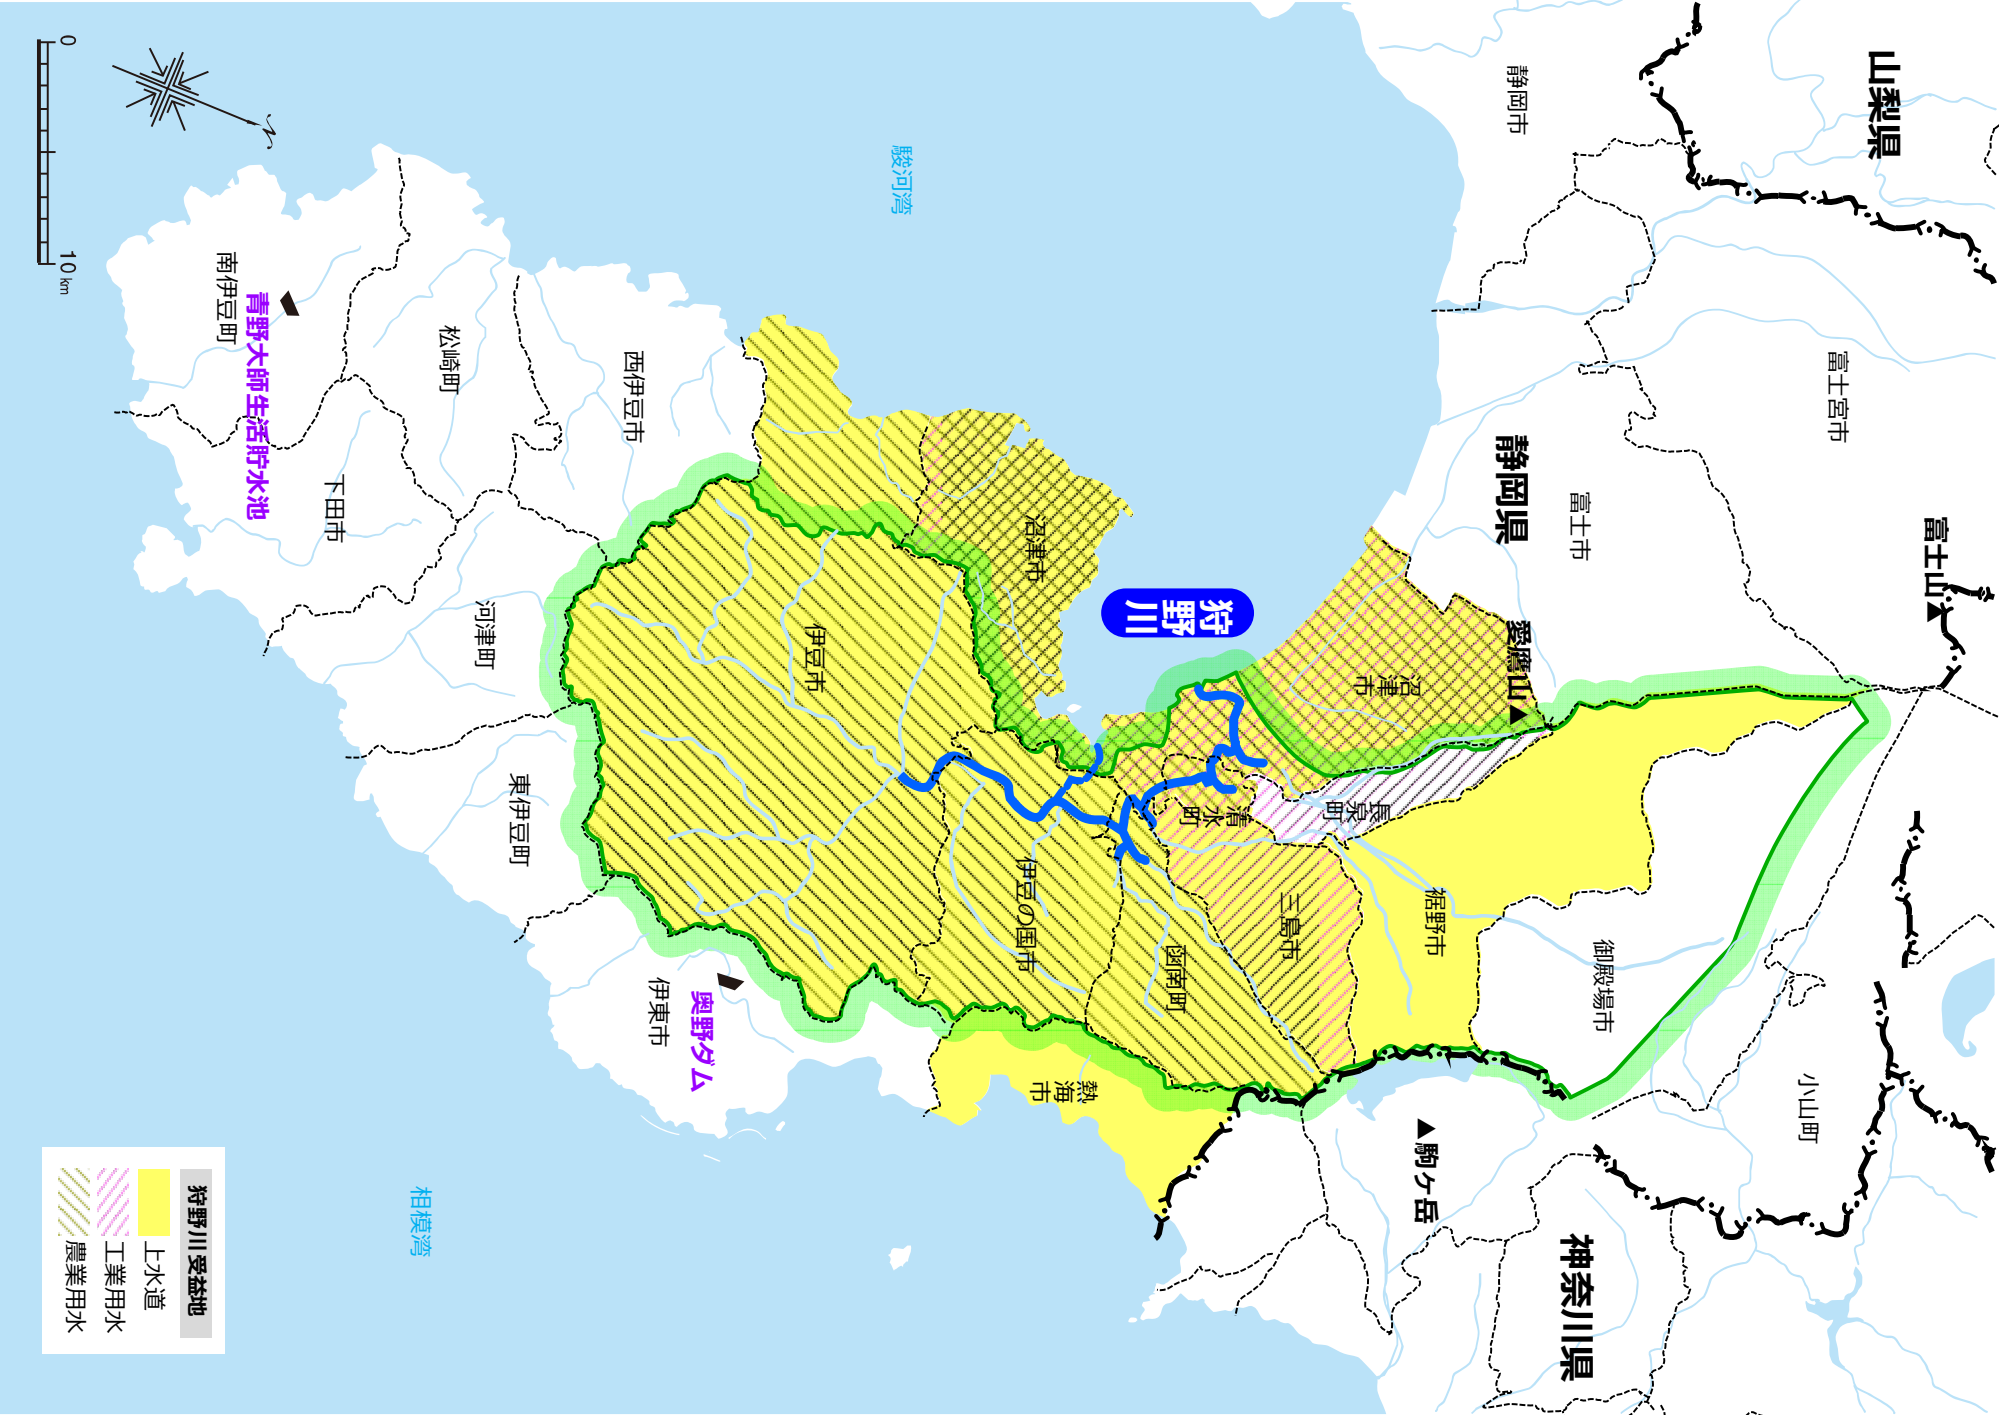 山梨県
静岡市
駿河湾
富士宮市
富士山
静岡県
富士市
愛鷹山
狩野川
沼津市
沼津市
南伊豆町
青野大師生活貯水池
松崎町
西伊豆市
下田市
河津町
東伊豆町
伊豆市
伊豆の国市
函南町
清水町
長泉町
三島市
裾野市
御殿場市
小山町
伊東市
奥野ダム
熱海市
駒ケ岳
神奈川県
相模湾
0
10 km
N
狩野川受益地
上水道
工業用水
農業用水